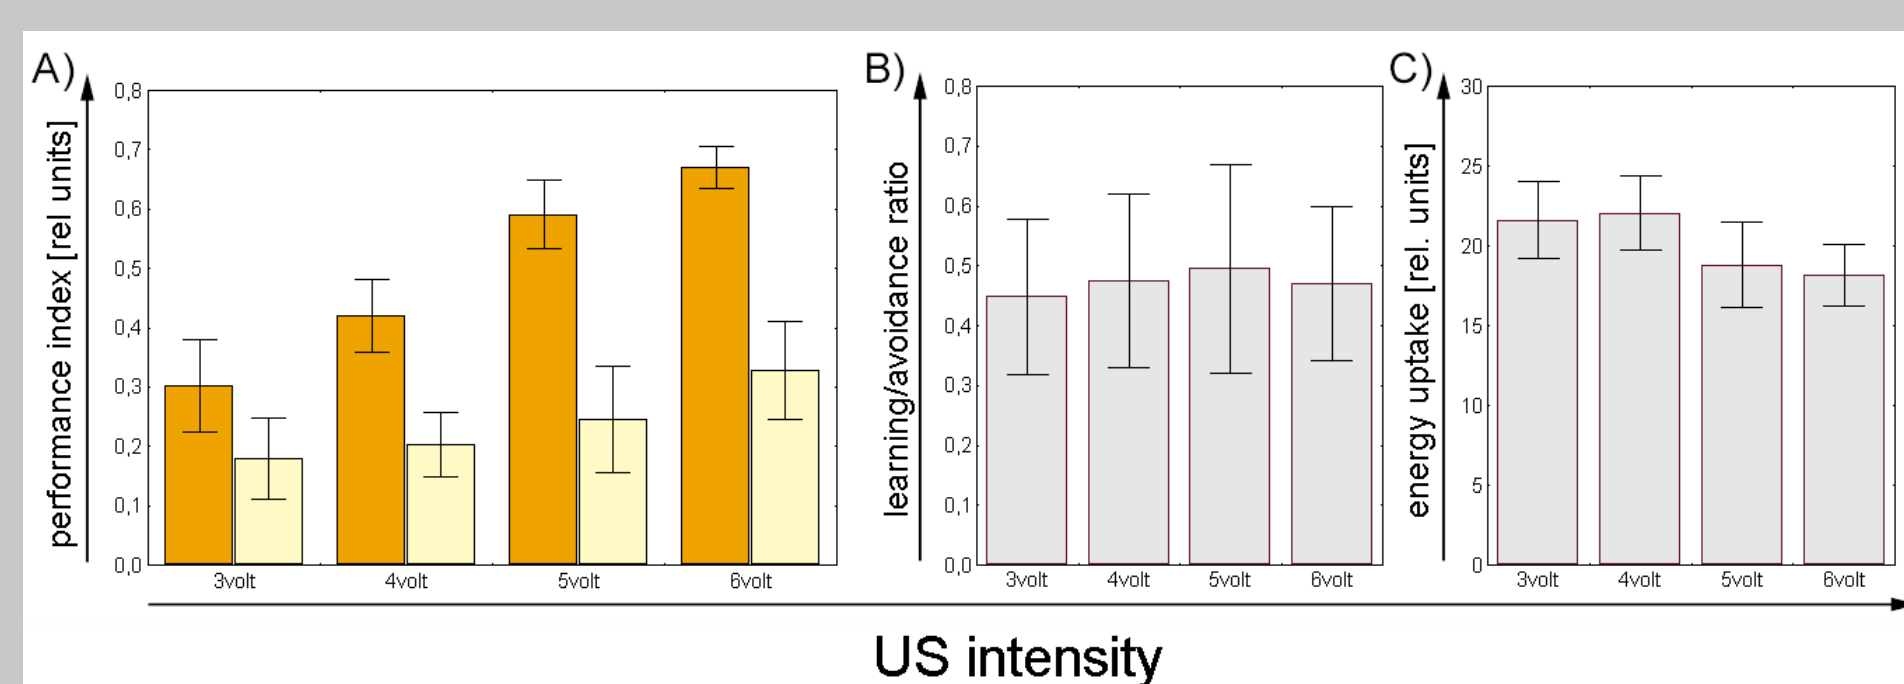 A)
performance index [rel units]
0,8
0,7
0,6
0,5
0,4
0,3
0,2
0,1
0,0
3volt 4volt 5volt 6volt
B)
learning/avoidance ratio
0,8
0,7
0,6
0,5
0,4
0,3
0,2
0,1
0,0
3volt 4volt 5volt 6volt
C)
energy uptake [rel. units]
30
25
20
15
10
5
0
3volt 4volt 5volt 6volt
US intensity